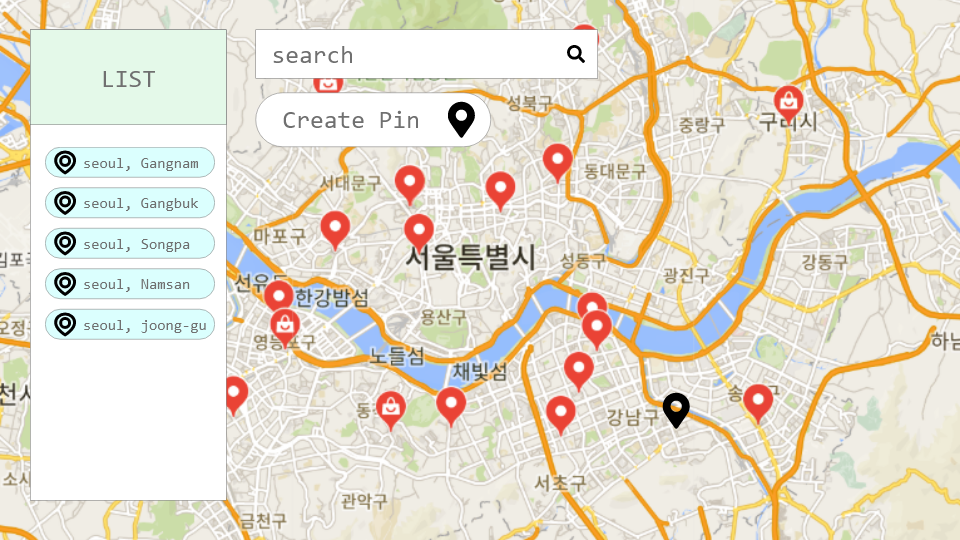 LIST
seoul, Gangnam
seoul, Gangbuk
seoul, Songpa
seoul, Namsan
seoul, joong-gu
search
Create Pin
성북구
중랑구
구리시
서대문구
동대문구
마포구
서울특별시
성동구
광진구
강동구
김포공
선유도
한강밤섬
용산구
오정구
영등포구
노들섬
채빛섬
하남
천시
동
강남구
송
소사
서초구
관악구
금천구